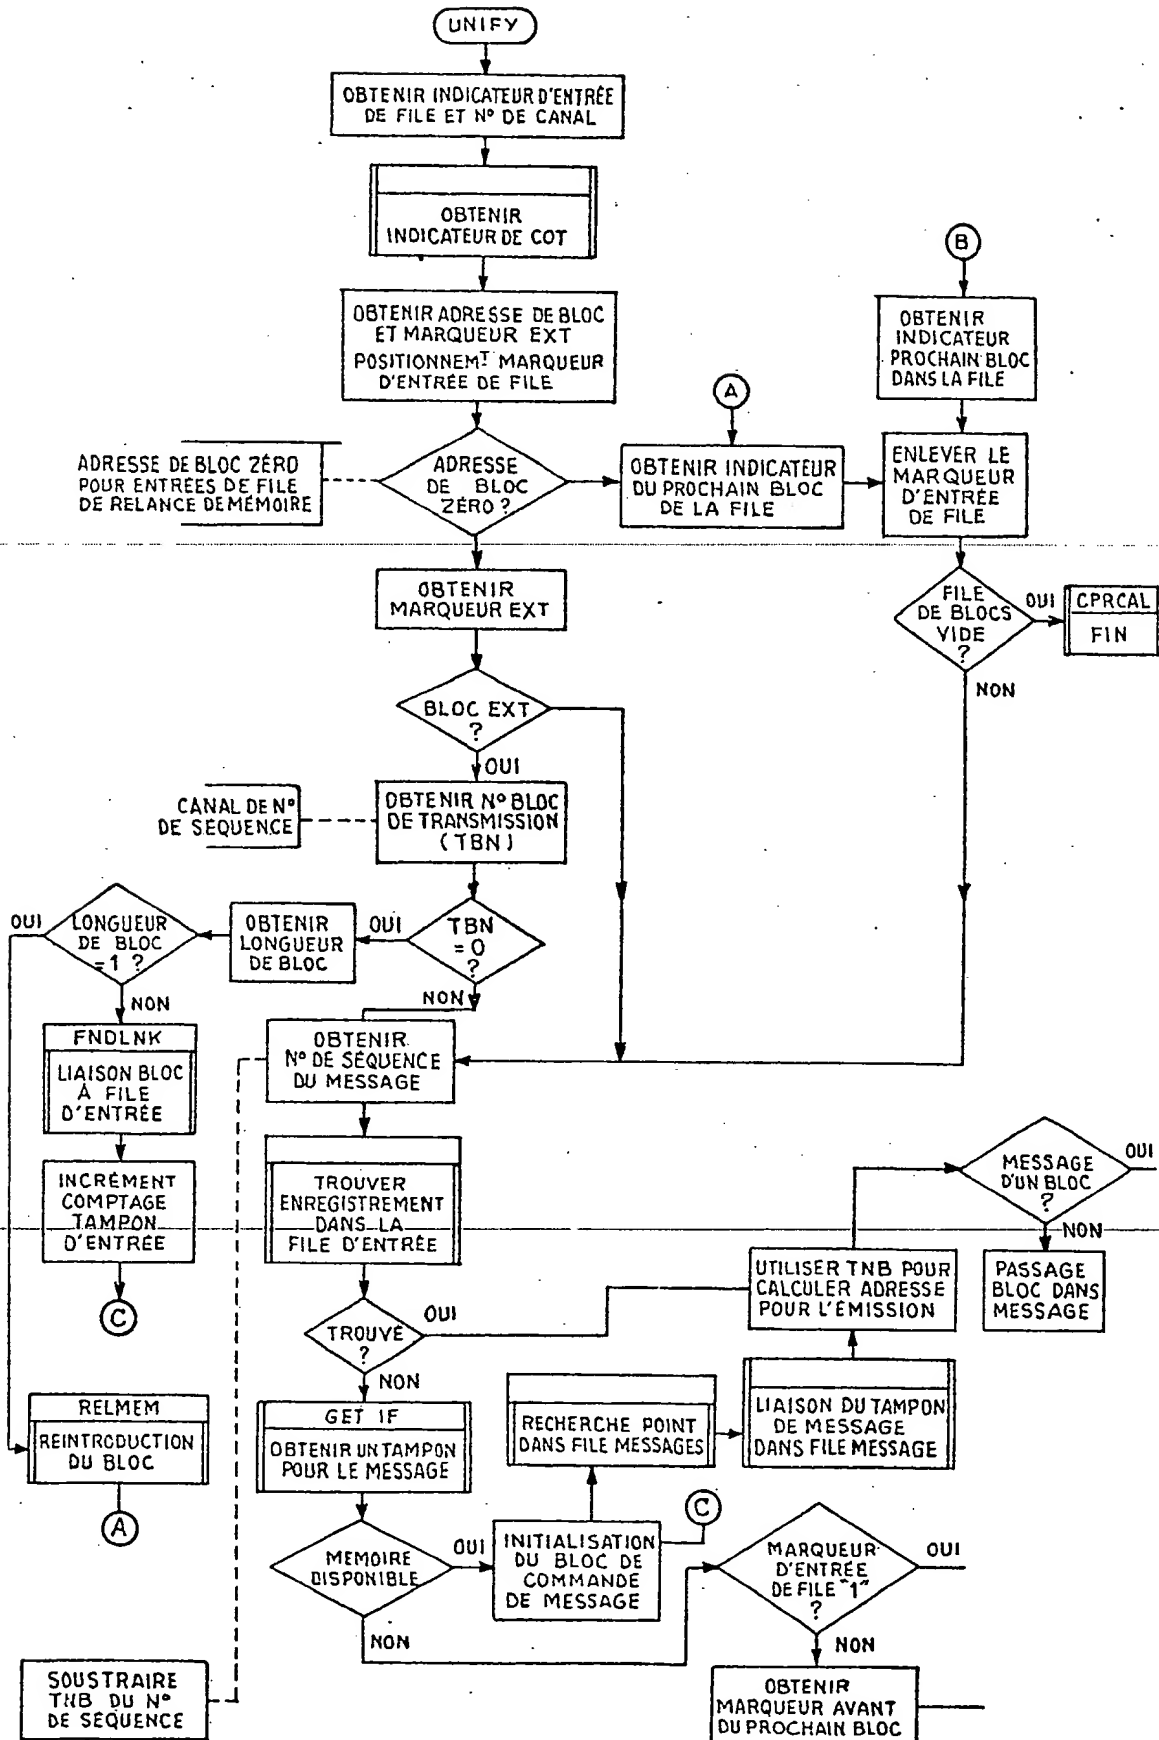 UNIFY
OBTENIR INDICATEUR D'ENTRÉE
DE FILE ET N° DE CANAL
OBTENIR
INDICATEUR DE COT
OBTENIR ADRESSE DE BLOC
ET MARQUEUR EXT
POSITIONNEMT MARQUEUR
D'ENTRÉE DE FILE
B
OBTENIR
INDICATEUR
PROCHAIN BLOC
DANS LA FILE
A
ADRESSE DE BLOC ZÉRO
POUR ENTRÉES DE FILE
DE RELANCE DE MÉMOIRE
ADRESSE
DE BLOC
ZÉRO ?
OBTENIR INDICATEUR
DU PROCHAIN BLOC
DE LA FILE
ENLEVER LE
MARQUEUR
D'ENTRÉE
DE FILE
OBTENIR
MARQUEUR EXT
FILE
DE BLOCS
VIDE
?
OUI
CPRCAL
FIN
NON
BLOC EXT
?
OUI
CANAL DE N°
DE SÉQUENCE
OBTENIR N° BLOC
DE TRANSMISSION
(TBN)
OUI
LONGUEUR
DE BLOC
=1 ?
OBTENIR
LONGUEUR
DE BLOC
OUI
TBN
=0
?
NON
NON
FNDLNK
LIAISON BLOC
À FILE
D'ENTRÉE
OBTENIR
N° DE SÉQUENCE
DU MESSAGE
INCRÉMENT
COMPTAGE
TAMPON
D'ENTRÉE
C
TROUVER
ENREGISTREMENT
DANS LA
FILE D'ENTRÉE
MESSAGE
D'UN BLOC
?
OUI
NON
UTILISER TNB POUR
CALCULER ADRESSE
POUR L'ÉMISSION
PASSAGE
BLOC DANS
MESSAGE
TROUVÉ
?
OUI
NON
RELMEM
RÉINTRODUCTION
DU BLOC
A
GET IF
OBTENIR UN TAMPON
POUR LE MESSAGE
RECHERCHE POINT
DANS FILE MESSAGES
LIAISON DU TAMPON
DE MESSAGE
DANS FILE MESSAGE
C
MÉMOIRE
DISPONIBLE
OUI
INITIALISATION
DU BLOC DE
COMMANDE
DE MESSAGE
MARQUEUR
D'ENTRÉE
DE FILE "1"
?
OUI
NON
NON
SOUSTRAIRE
TNB DU N°
DE SÉQUENCE
OBTENIR
MARQUEUR AVANT
DU PROCHAIN BLOC